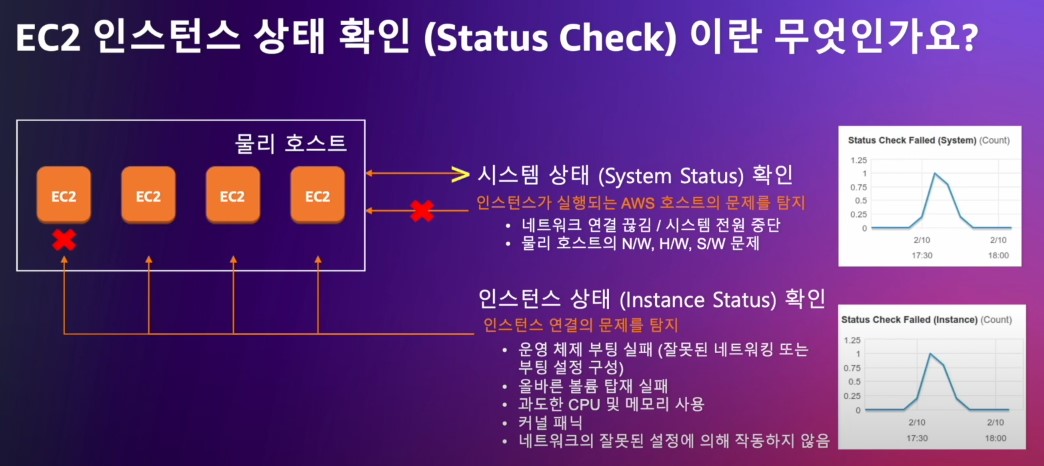 EC2 인스턴스 상태 확인 (Status Check) 이란 무엇인가요?
물리 호스트
EC2
EC2
EC2
EC2
시스템 상태 (System Status) 확인
인스턴스가 실행되는 AWS 호스트의 문제를 탐지
• 네트워크 연결 끊김 / 시스템 전원 중단
• 물리 호스트의 N/W, H/W, S/W 문제
Status Check Failed (System) (Count)
1.25
1
0.75
0.5
0.25
0
2/10
17:30
2/10
18:00
인스턴스 상태 (Instance Status) 확인
인스턴스 연결의 문제를 탐지
• 운영 체제 부팅 실패 (잘못된 네트워킹 또는
부팅 설정 구성)
• 올바른 볼륨 탑재 실패
• 과도한 CPU 및 메모리 사용
• 커널 패닉
• 네트워크의 잘못된 설정에 의해 작동하지 않음
Status Check Failed (Instance) (Count)
1.25
1
0.75
0.5
0.25
0
2/10
17:30
2/10
18:00